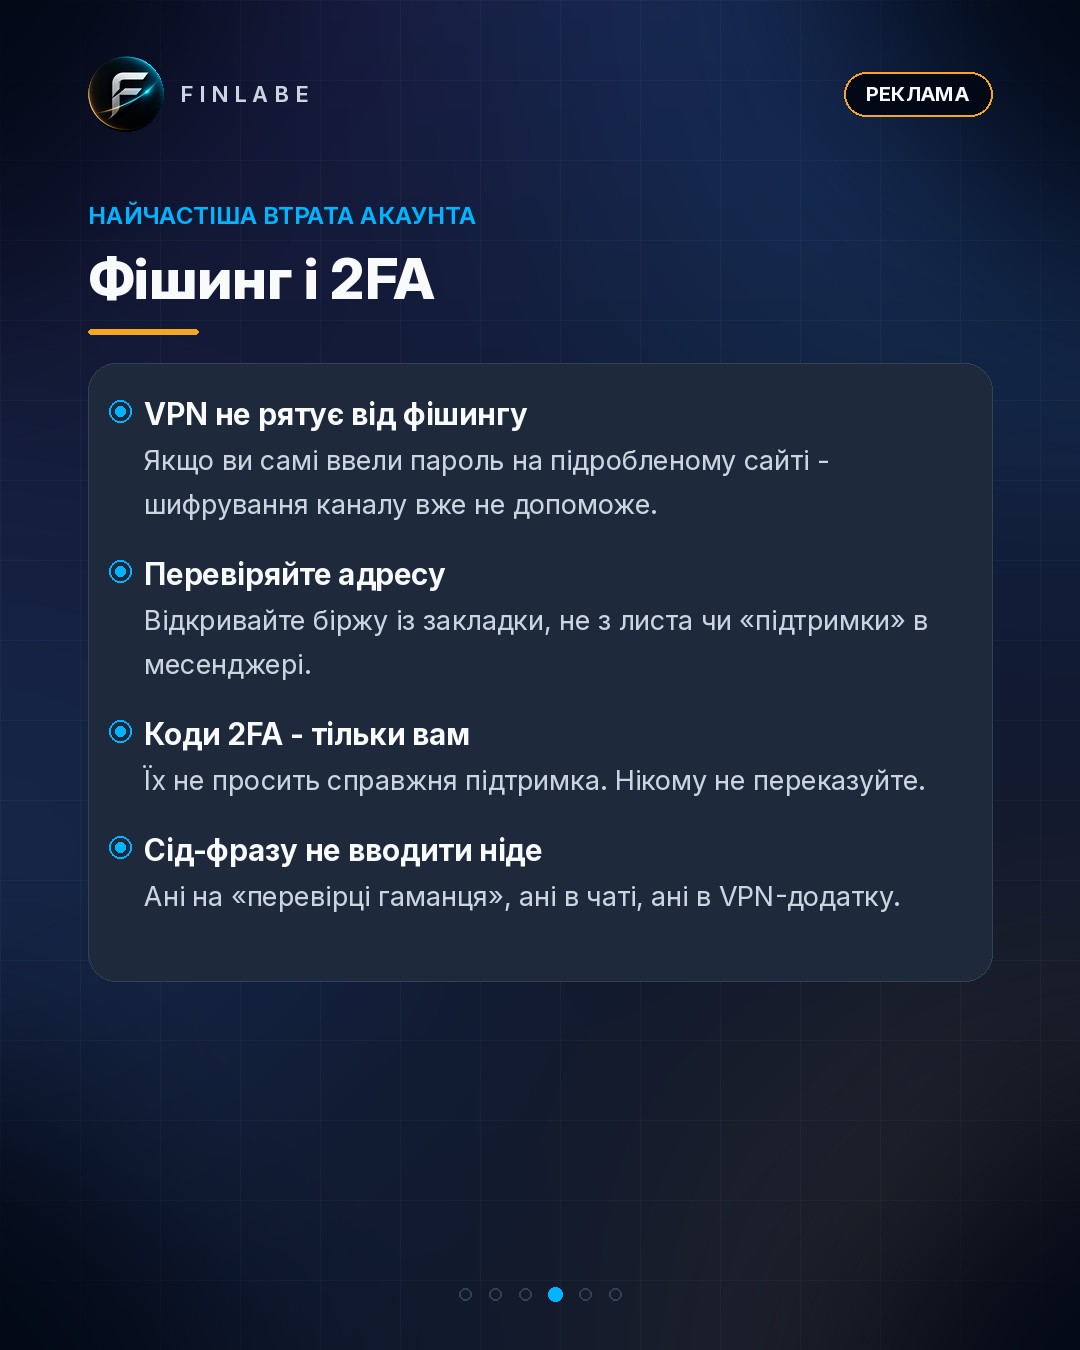 FINLABE
РЕКЛАМА
НАЙЧАСТІША ВТРАТА АКАУНТА
Фішинг і 2FA
VPN не рятує від фішингу
Якщо ви самі ввели пароль на підробленому сайті -
шифрування каналу вже не допоможе.
Перевіряйте адресу
Відкривайте біржу із закладки, не з листа чи «підтримки» в
месенджері.
Коди 2FA - тільки вам
Їх не просить справжня підтримка. Нікому не переказуйте.
Сід-фразу не вводити ніде
Ані на «перевірці гаманця», ані в чаті, ані в VPN-додатку.